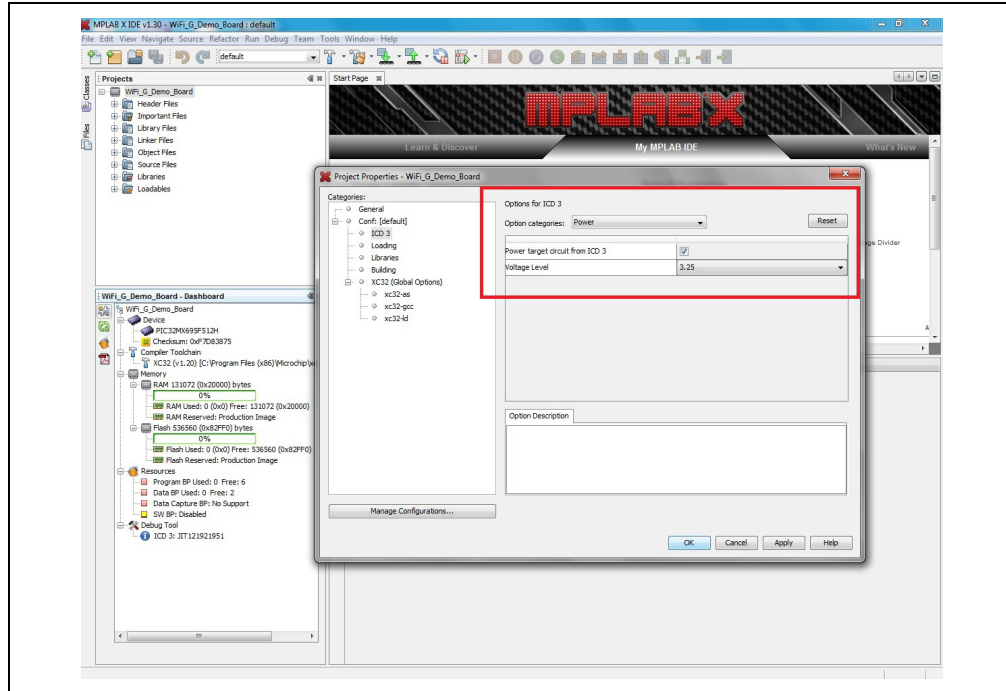 MPLAB X IDE v1.30 - WiFi_G_Demo_Board : default
File Edit View Navigate Source Refactor Run Debug Team Tools Window Help
default
Projects
Start Page
Classes
Files
WiFi_G_Demo_Board
Header Files
Important Files
Library Files
Linker Files
Object Files
Source Files
Libraries
Loadables
MPLABX
Learn & Discover
My MPLAB IDE
What's New
Divider
Project Properties - WiFi_G_Demo_Board
Categories:
General
Conf: [default]
ICD 3
Loading
Libraries
Building
XC32 (Global Options)
xc32-as
xc32-gcc
xc32-ld
Manage Configurations...
Options for ICD 3
Option categories: Power
Reset
Power target circuit from ICD 3
Voltage Level 3.25
Option Description
OK Cancel Apply Help
WiFi_G_Demo_Board - Dashboard
WiFi_G_Demo_Board
Device
PIC32MX695F512H
Checksum: 0xF7D83875
Compiler Toolchain
XC32 (v1.20) [C:\Program Files (x86)\Microchip\
Memory
RAM 131072 (0x20000) bytes
0%
RAM Used: 0 (0x0) Free: 131072 (0x20000)
RAM Reserved: Production Image
Flash 536560 (0x82FF0) bytes
0%
Flash Used: 0 (0x0) Free: 536560 (0x82FF0)
Flash Reserved: Production Image
Resources
Program BP Used: 0 Free: 6
Data BP Used: 0 Free: 2
Data Capture BP: No Support
SW BP: Disabled
Debug Tool
ICD 3: JIT121921951